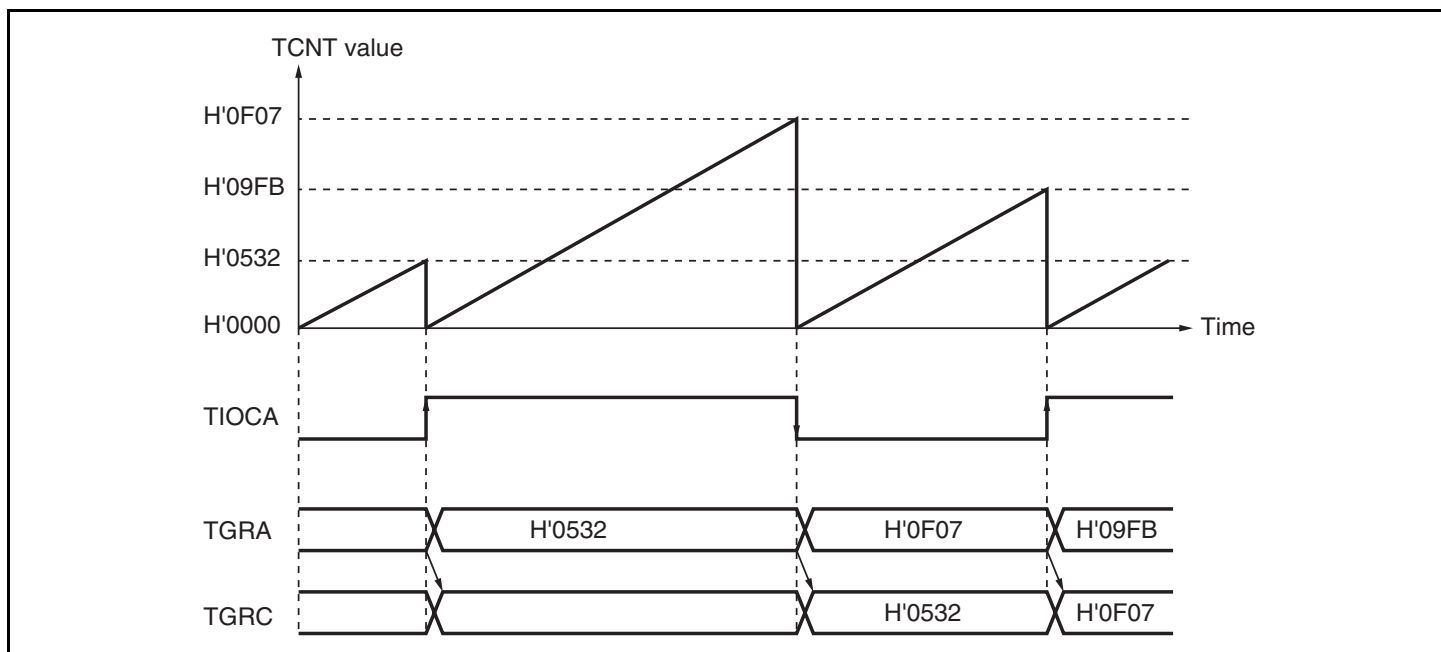 TCNT value
H'0F07
H'09FB
H'0532
H'0000
Time
TIOCA
TGRA
H'0532
H'0F07
H'09FB
TGRC
H'0532
H'0F07